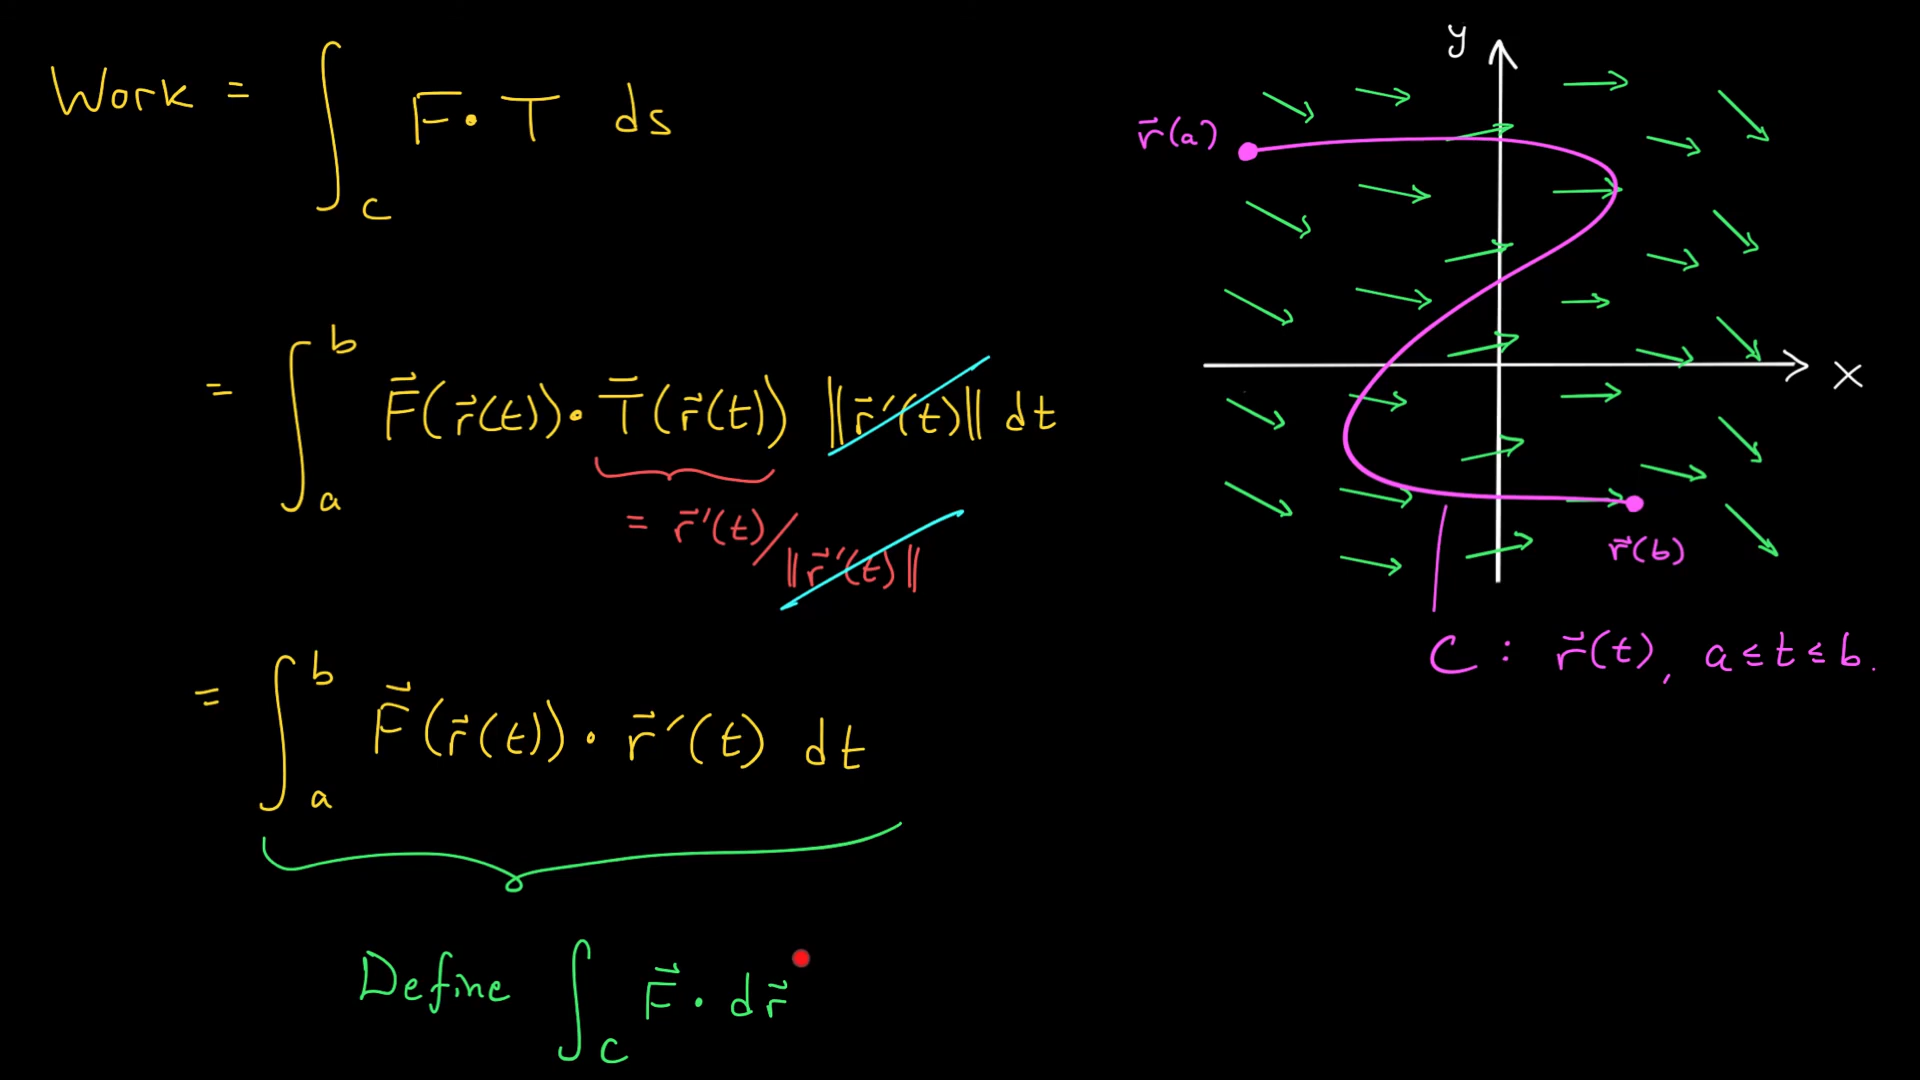 Work = ∫_C F • T ds
= ∫_a^b F⃗(r⃗(t)) • T̄(r⃗(t)) ‖r⃗′(t)‖ dt
= r⃗′(t) / ‖r⃗′(t)‖
= ∫_a^b F⃗(r⃗(t)) • r⃗′(t) dt
Define ∫_C F⃗ • dr⃗
y
r⃗(a)
x
r⃗(b)
C : r⃗(t), a ≤ t ≤ b.